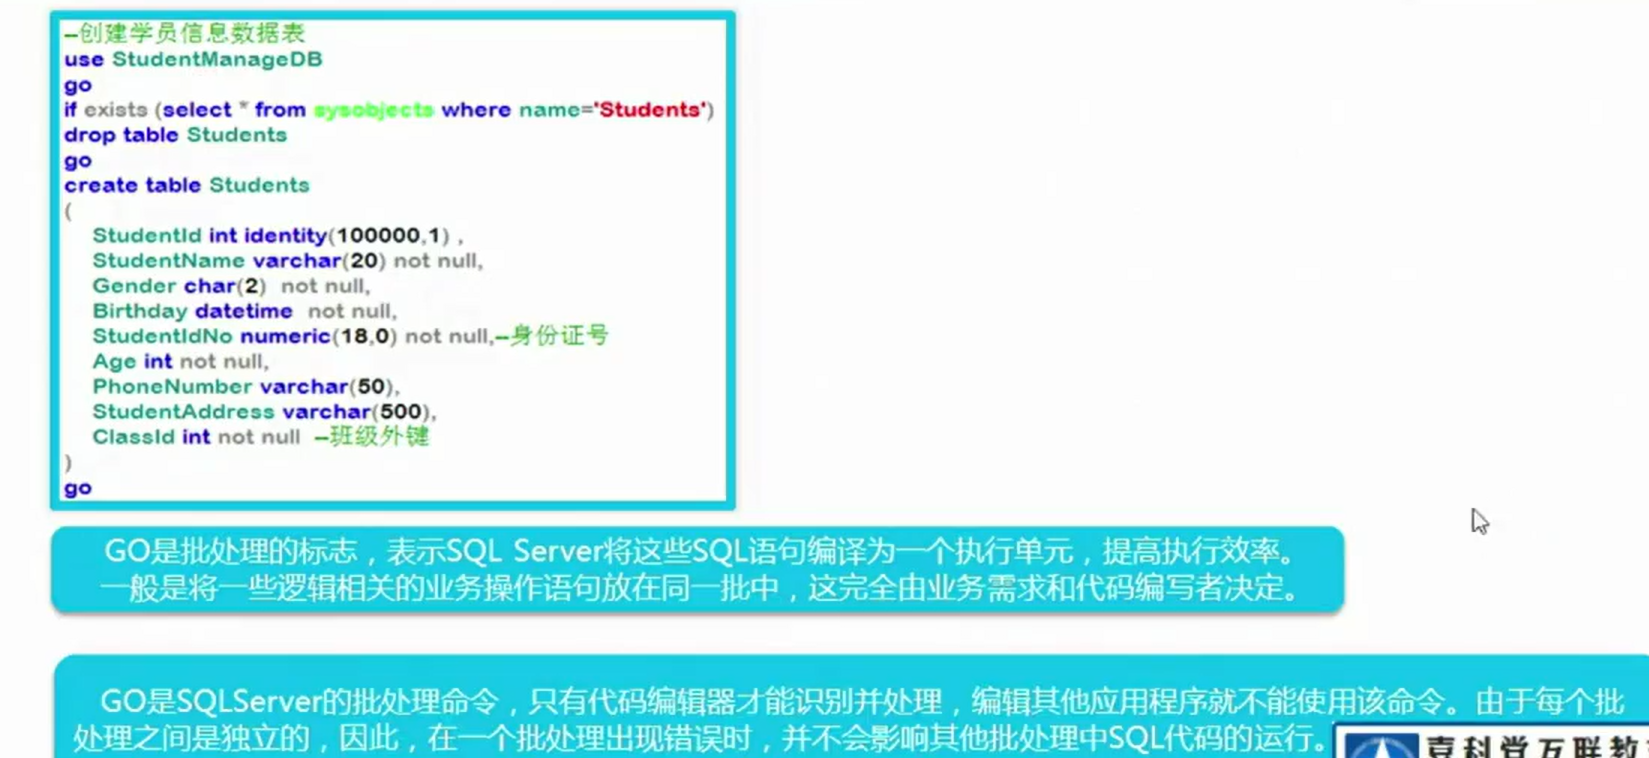 --创建学员信息数据表
use StudentManageDB
go
if exists (select * from sysobjects where name='Students')
drop table Students
go
create table Students
(
StudentId int identity(100000,1) ,
StudentName varchar(20) not null,
Gender char(2)  not null,
Birthday datetime  not null,
StudentIdNo numeric(18,0) not null,--身份证号
Age int not null,
PhoneNumber varchar(50),
StudentAddress varchar(500),
ClassId int not null  --班级外键
)
go
GO是批处理的标志，表示SQL Server将这些SQL语句编译为一个执行单元，提高执行效率。
一般是将一些逻辑相关的业务操作语句放在同一批中，这完全由业务需求和代码编写者决定。
GO是SQLServer的批处理命令，只有代码编辑器才能识别并处理，编辑其他应用程序就不能使用该命令。由于每个批
处理之间是独立的，因此，在一个批处理出现错误时，并不会影响其他批处理中SQL代码的运行。
科堂互联教